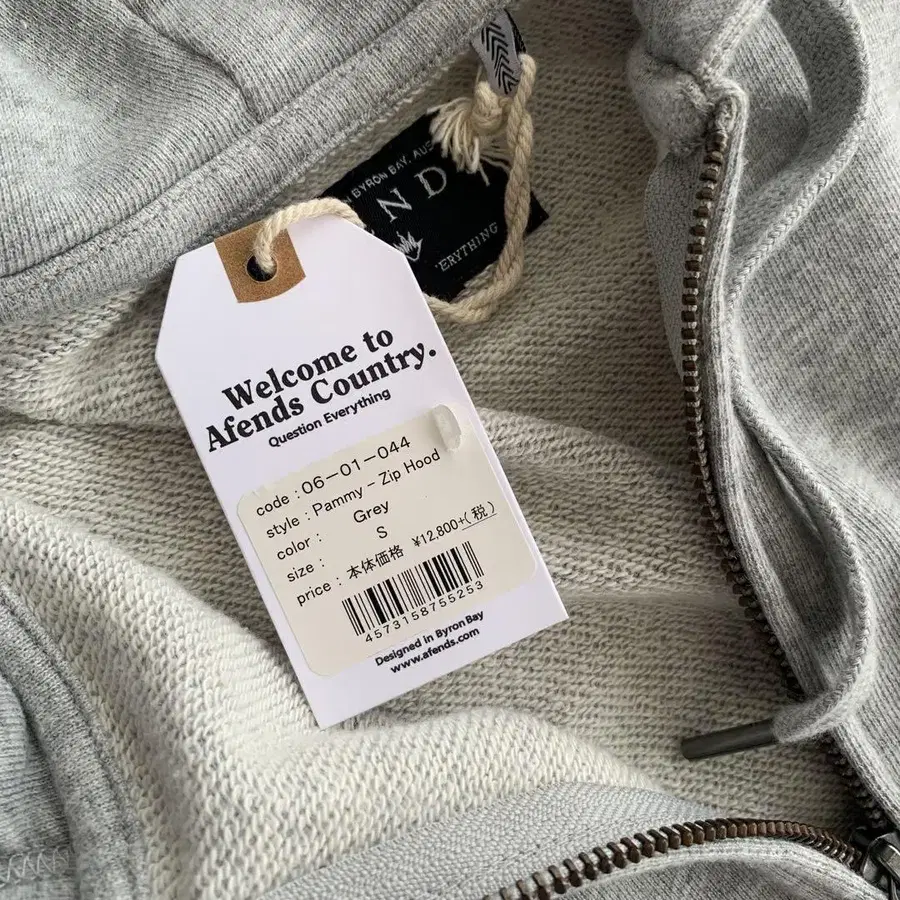 BYRON BAY, AUS
END
ERYTHING
Welcome to
Afends Country.
Question Everything
code : 06-01-044
style : Pammy - Zip Hood
color : Grey
size : S
price : 本体価格 ¥12,800+(税)
4573158755253
Designed in Byron Bay
www.afends.com